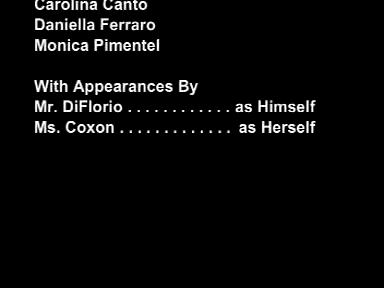 Carolina Canto
Daniella Ferraro
Monica Pimentel
With Appearances By
Mr. DiFlorio . . . . . . . . . . . . as Himself
Ms. Coxon . . . . . . . . . . . . . as Herself